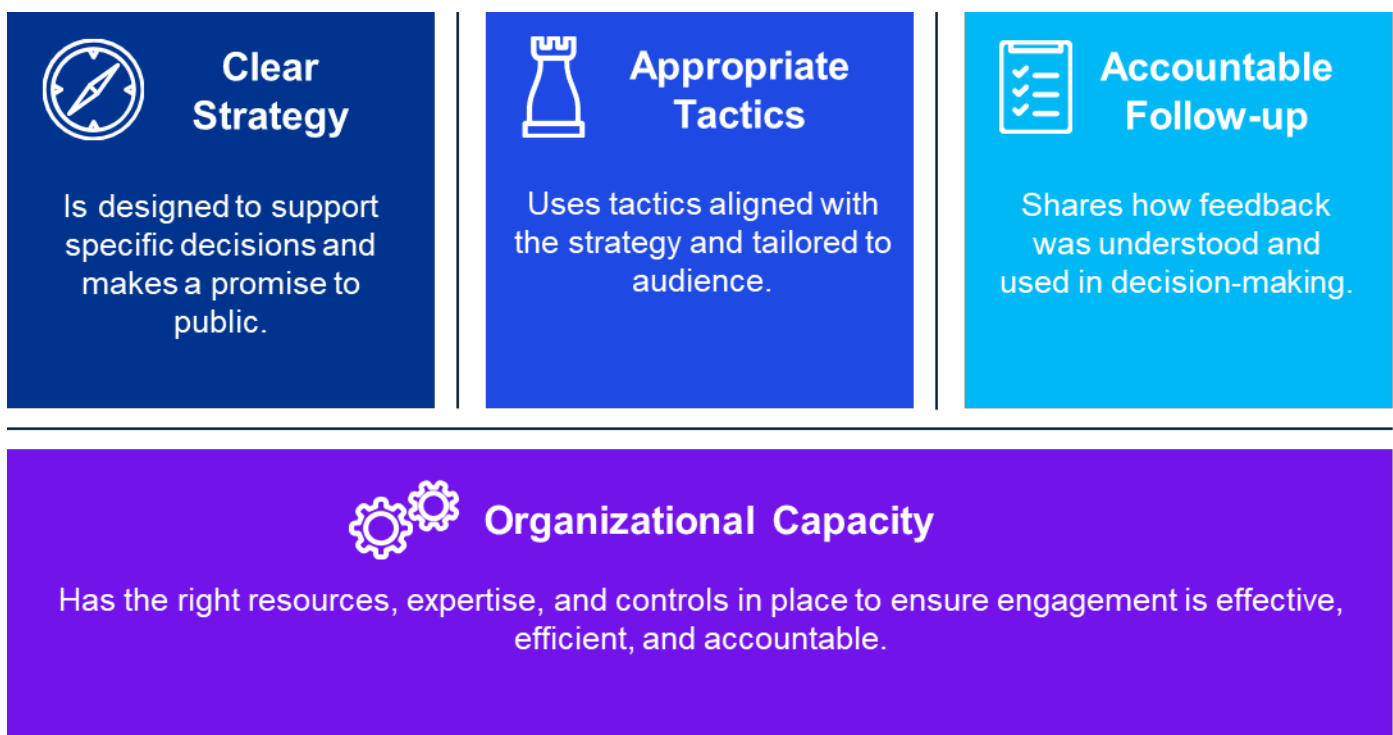 Clear
Strategy
Is designed to support
specific decisions and
makes a promise to
public.
Appropriate
Tactics
Uses tactics aligned with
the strategy and tailored to
audience.
Accountable
Follow-up
Shares how feedback
was understood and
used in decision-making.
Organizational Capacity
Has the right resources, expertise, and controls in place to ensure engagement is effective,
efficient, and accountable.